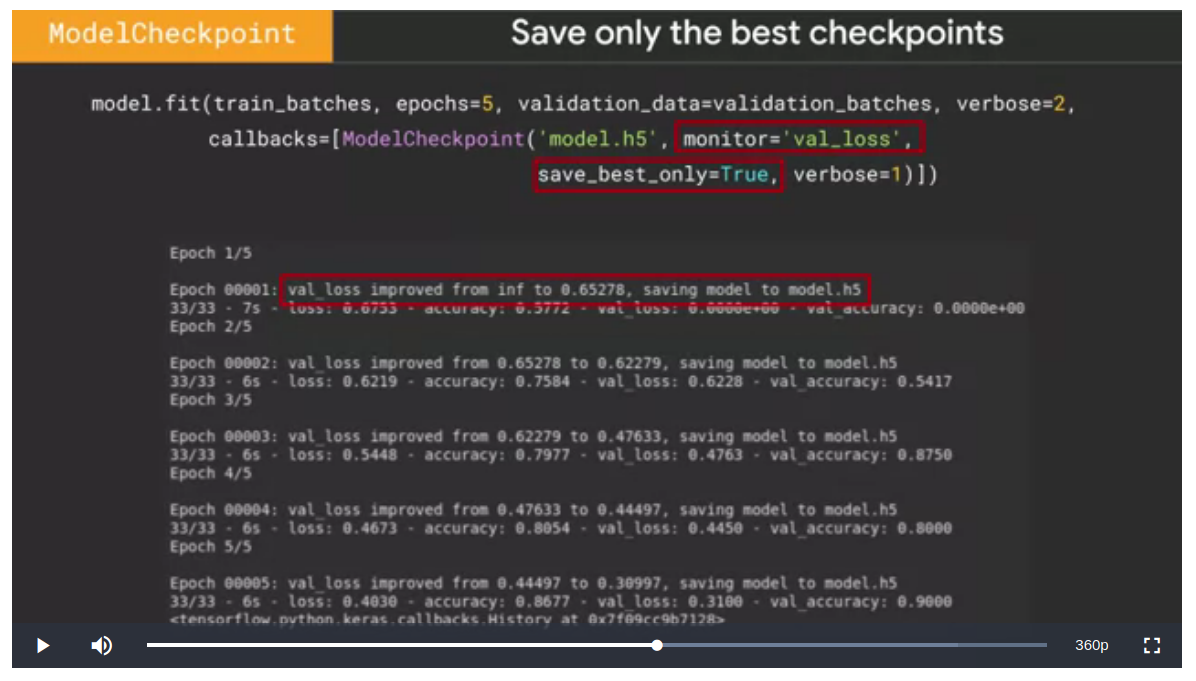 ModelCheckpoint
Save only the best checkpoints
model.fit(train_batches, epochs=5, validation_data=validation_batches, verbose=2,
callbacks=[ModelCheckpoint('model.h5', monitor='val_loss',
save_best_only=True, verbose=1)])
Epoch 1/5
Epoch 00001: val_loss improved from inf to 0.65278, saving model to model.h5
33/33 - 7s - loss: 0.6753 - accuracy: 0.5772 - val_loss: 0.0000e+00 - val_accuracy: 0.0000e+00
Epoch 2/5
Epoch 00002: val_loss improved from 0.65278 to 0.62279, saving model to model.h5
33/33 - 6s - loss: 0.6219 - accuracy: 0.7584 - val_loss: 0.6228 - val_accuracy: 0.5417
Epoch 3/5
Epoch 00003: val_loss improved from 0.62279 to 0.47633, saving model to model.h5
33/33 - 6s - loss: 0.5448 - accuracy: 0.7977 - val_loss: 0.4763 - val_accuracy: 0.8750
Epoch 4/5
Epoch 00004: val_loss improved from 0.47633 to 0.44497, saving model to model.h5
33/33 - 6s - loss: 0.4673 - accuracy: 0.8054 - val_loss: 0.4450 - val_accuracy: 0.8000
Epoch 5/5
Epoch 00005: val_loss improved from 0.44497 to 0.30997, saving model to model.h5
33/33 - 6s - loss: 0.4030 - accuracy: 0.8677 - val_loss: 0.3100 - val_accuracy: 0.9000
<tensorflow.python.keras.callbacks.History at 0x7f09cc9b7128>
360p